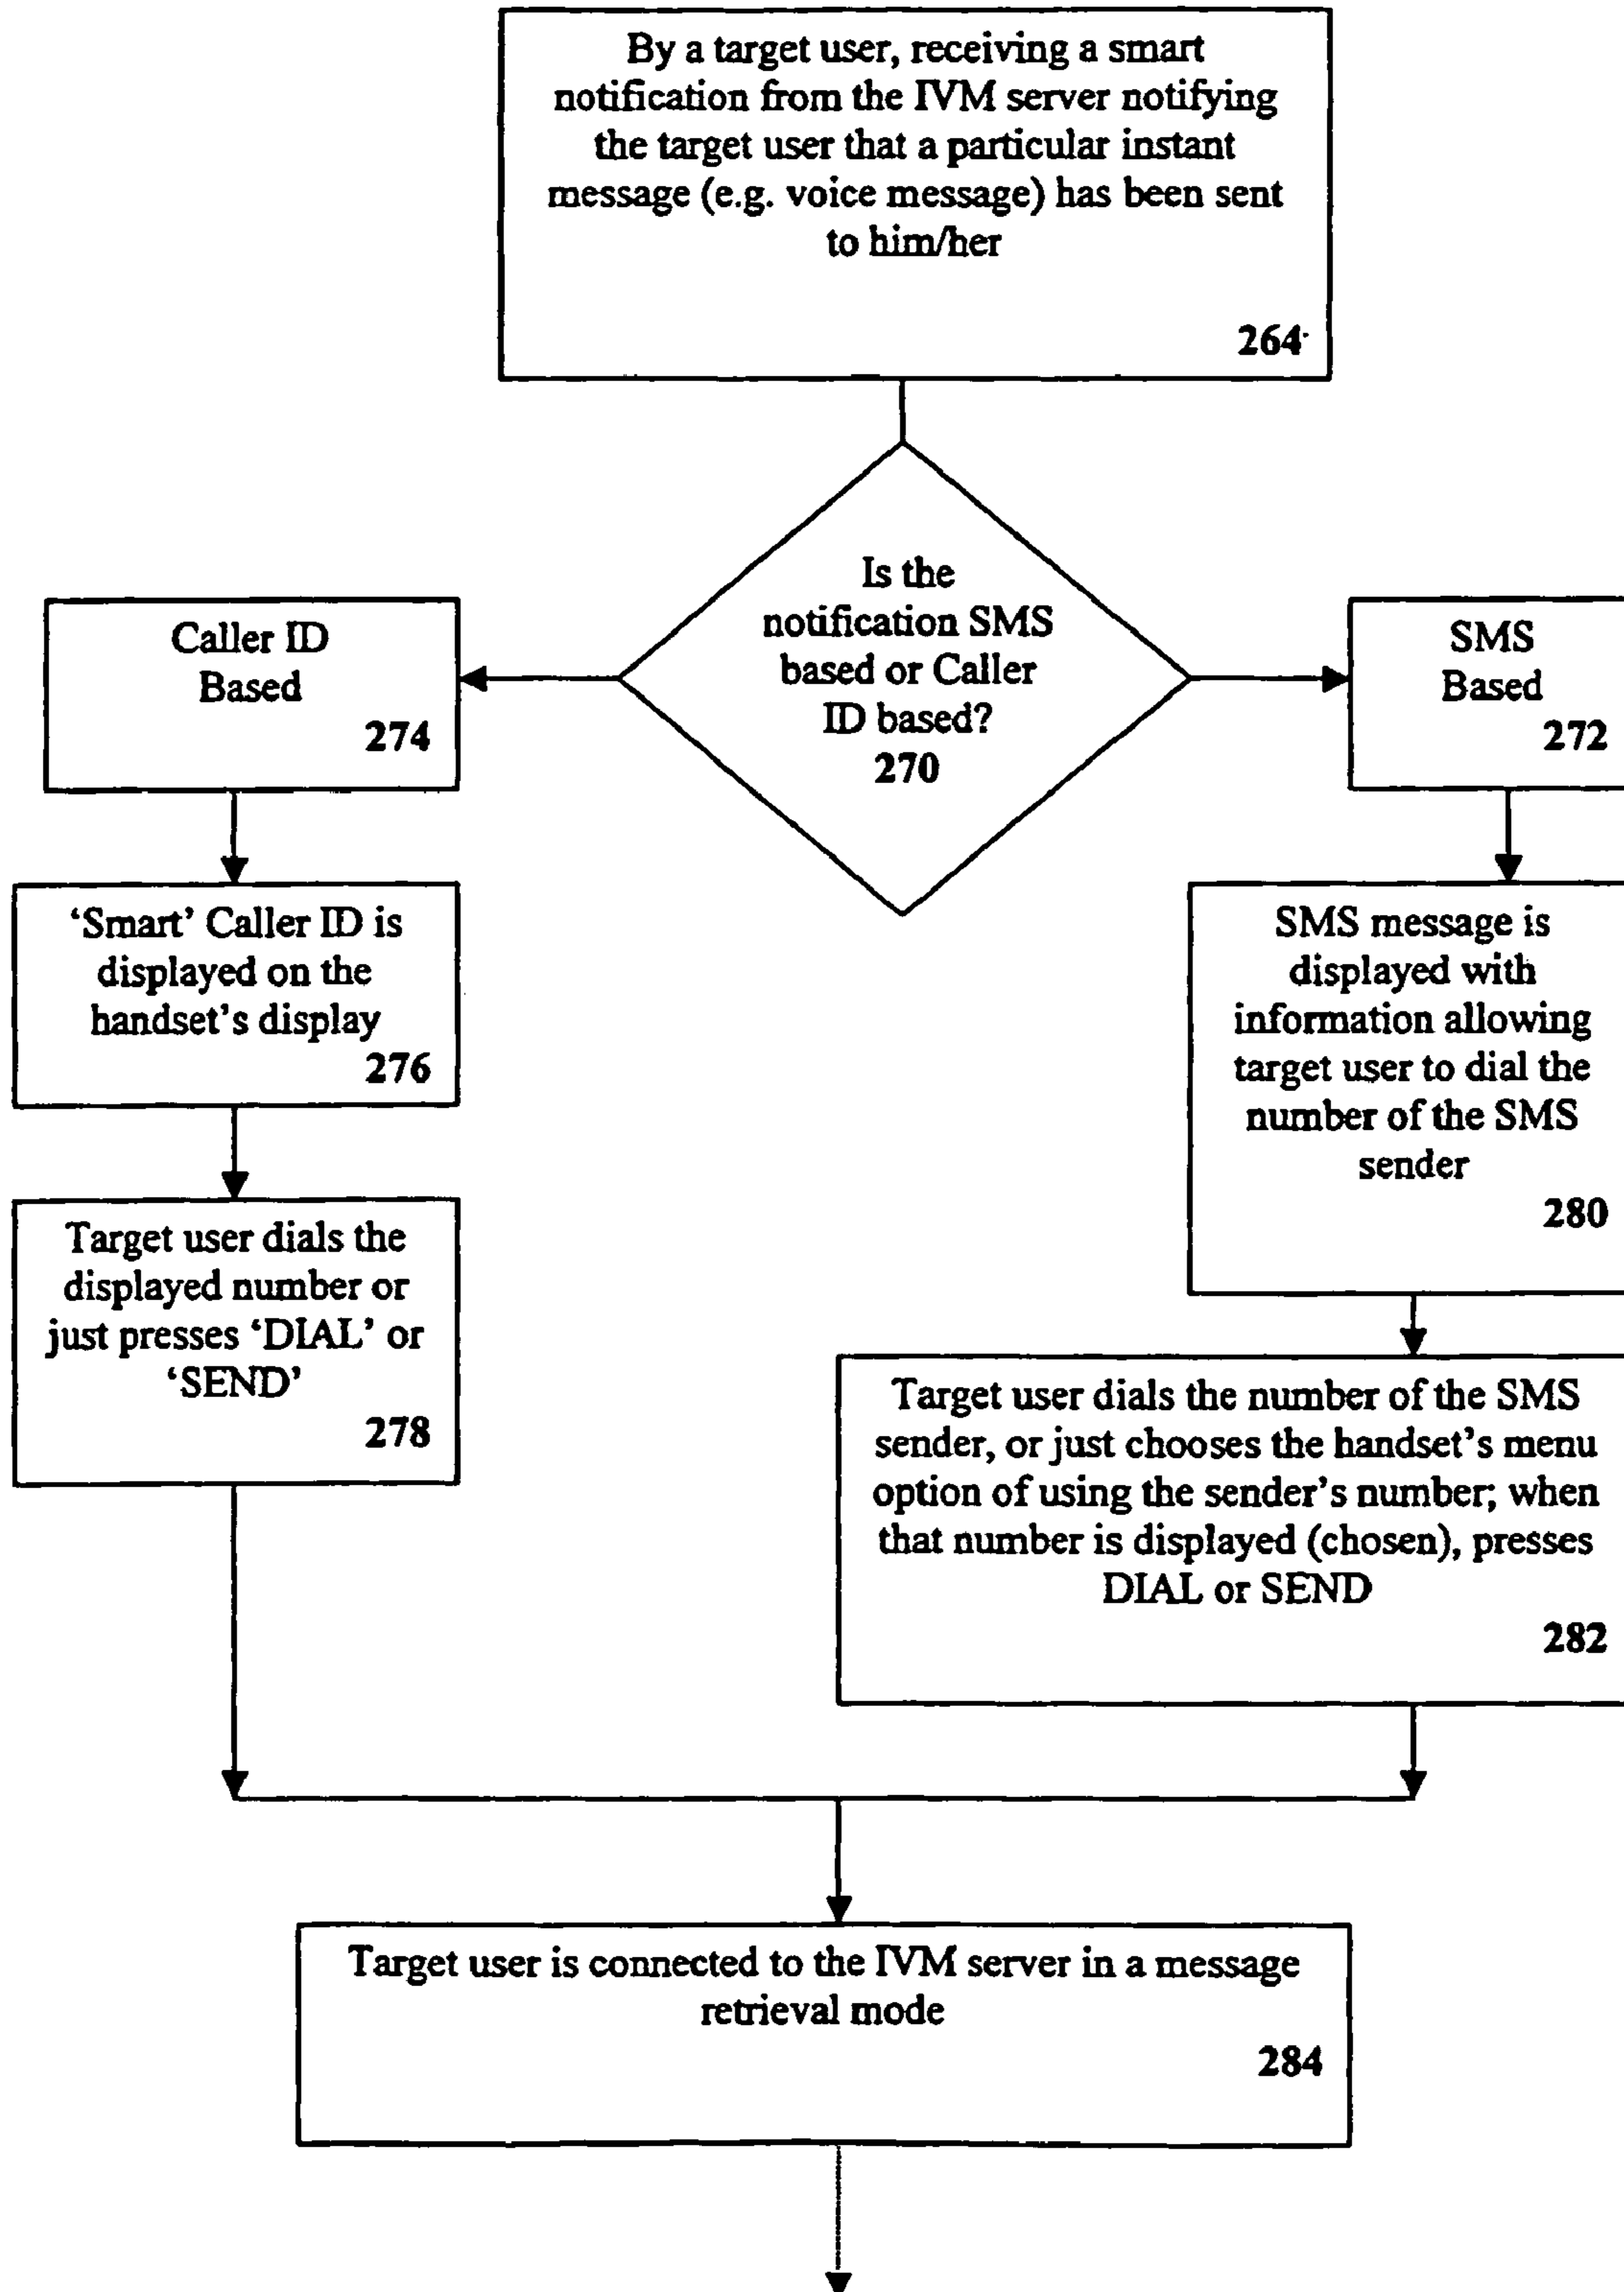 By a target user, receiving a smart
notification from the IVM server notifying
the target user that a particular instant
message (e.g. voice message) has been sent
to him/her
264
Is the
notification SMS
based or Caller
ID based?
270
Caller ID
Based
274
SMS
Based
272
‘Smart’ Caller ID is
displayed on the
handset's display
276
SMS message is
displayed with
information allowing
target user to dial the
number of the SMS
sender
280
Target user dials the
displayed number or
just presses ‘DIAL’ or
‘SEND’
278
Target user dials the number of the SMS
sender, or just chooses the handset's menu
option of using the sender's number; when
that number is displayed (chosen), presses
DIAL or SEND
282
Target user is connected to the IVM server in a message
retrieval mode
284